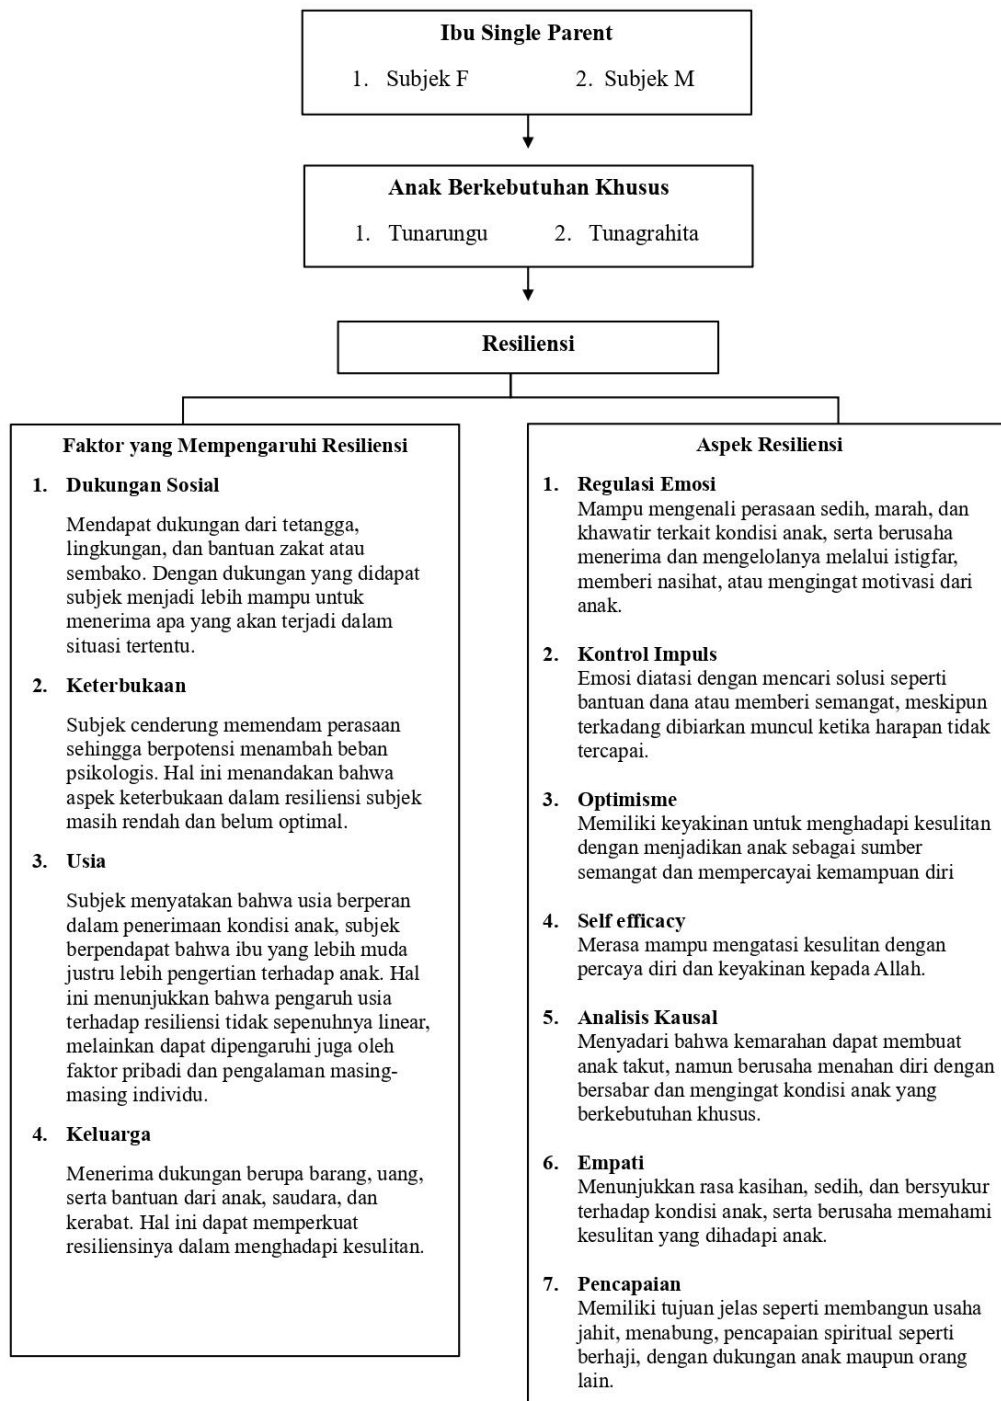 Ibu Single Parent
1. Subjek F 2. Subjek M
Anak Berkebutuhan Khusus
1. Tunarungu 2. Tunagrahita
Resiliensi
Faktor yang Mempengaruhi Resiliensi
1. Dukungan Sosial
Mendapat dukungan dari tetangga,
lingkungan, dan bantuan zakat atau
sembako. Dengan dukungan yang didapat
subjek menjadi lebih mampu untuk
menerima apa yang akan terjadi dalam
situasi tertentu.
2. Keterbukaan
Subjek cenderung memendam perasaan
sehingga berpotensi menambah beban
psikologis. Hal ini menandakan bahwa
aspek keterbukaan dalam resiliensi subjek
masih rendah dan belum optimal.
3. Usia
Subjek menyatakan bahwa usia berperan
dalam penerimaan kondisi anak, subjek
berpendapat bahwa ibu yang lebih muda
justru lebih pengertian terhadap anak. Hal
ini menunjukkan bahwa pengaruh usia
terhadap resiliensi tidak sepenuhnya linear,
melainkan dapat dipengaruhi juga oleh
faktor pribadi dan pengalaman masing-
masing individu.
4. Keluarga
Menerima dukungan berupa barang, uang,
serta bantuan dari anak, saudara, dan
kerabat. Hal ini dapat memperkuat
resiliensinya dalam menghadapi kesulitan.
Aspek Resiliensi
1. Regulasi Emosi
Mampu mengenali perasaan sedih, marah, dan
khawatir terkait kondisi anak, serta berusaha
menerima dan mengelolanya melalui istigfar,
memberi nasihat, atau mengingat motivasi dari
anak.
2. Kontrol Impuls
Emosi diatasi dengan mencari solusi seperti
bantuan dana atau memberi semangat, meskipun
terkadang dibiarkan muncul ketika harapan tidak
tercapai.
3. Optimisme
Memiliki keyakinan untuk menghadapi kesulitan
dengan menjadikan anak sebagai sumber
semangat dan mempercayai kemampuan diri
4. Self efficacy
Merasa mampu mengatasi kesulitan dengan
percaya diri dan keyakinan kepada Allah.
5. Analisis Kausal
Menyadari bahwa kemarahan dapat membuat
anak takut, namun berusaha menahan diri dengan
bersabar dan mengingat kondisi anak yang
berkebutuhan khusus.
6. Empati
Menunjukkan rasa kasihan, sedih, dan bersyukur
terhadap kondisi anak, serta berusaha memahami
kesulitan yang dihadapi anak.
7. Pencapaian
Memiliki tujuan jelas seperti membangun usaha
jahit, menabung, pencapaian spiritual seperti
berhaji, dengan dukungan anak maupun orang
lain.